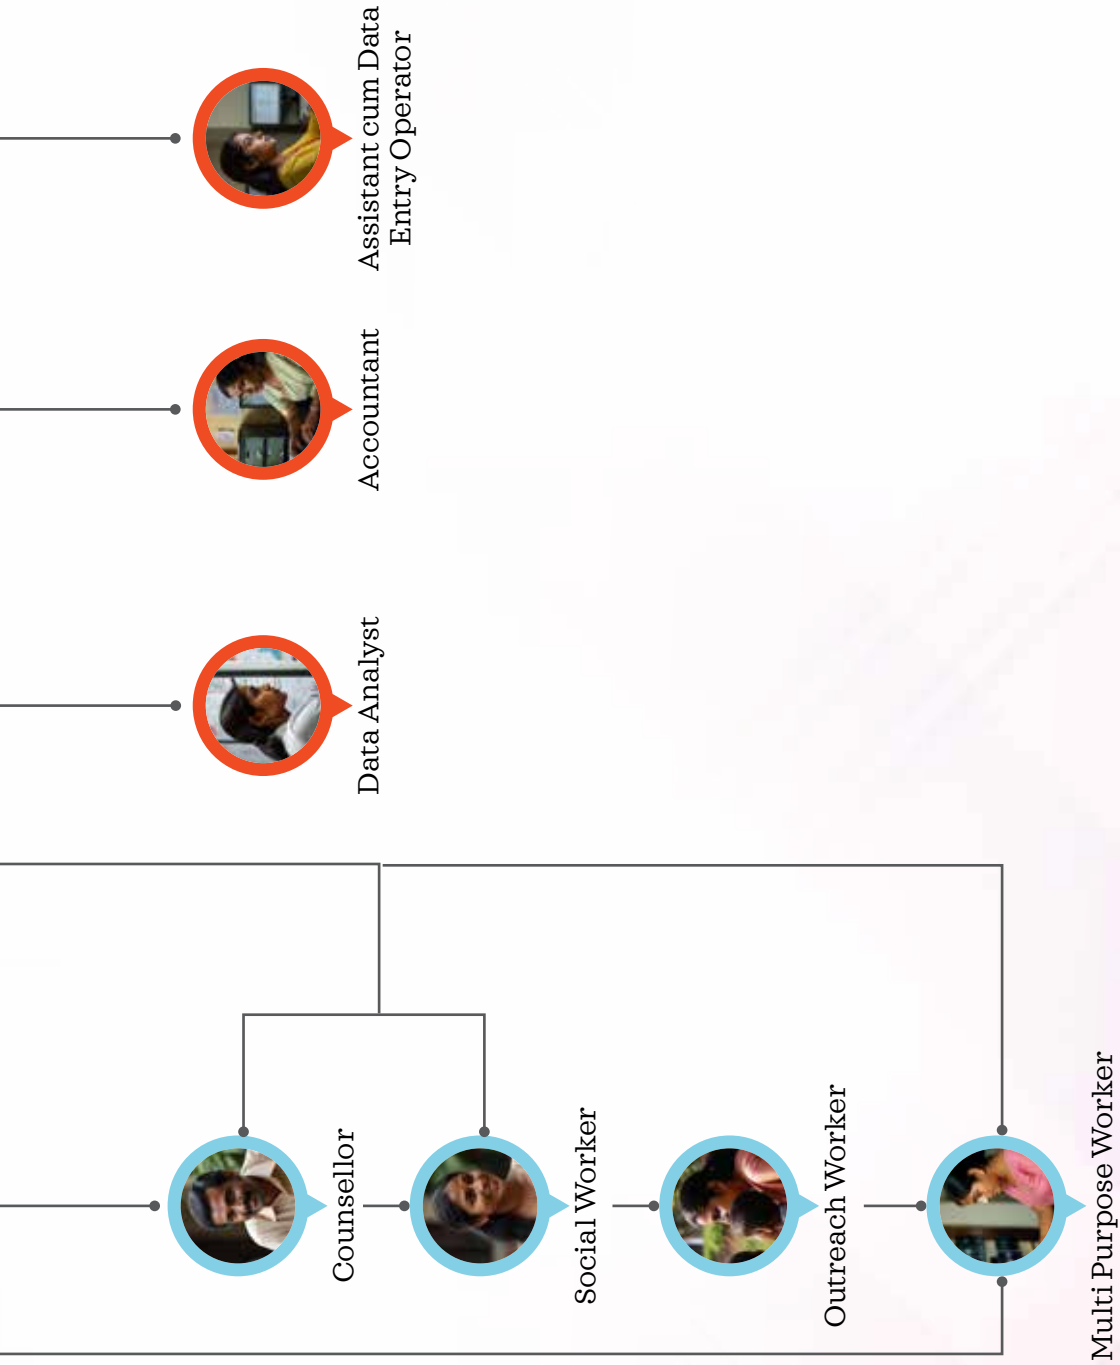 Assistant cum Data
Entry Operator
Accountant
Data Analyst
Counsellor
Social Worker
Outreach Worker
Multi Purpose Worker